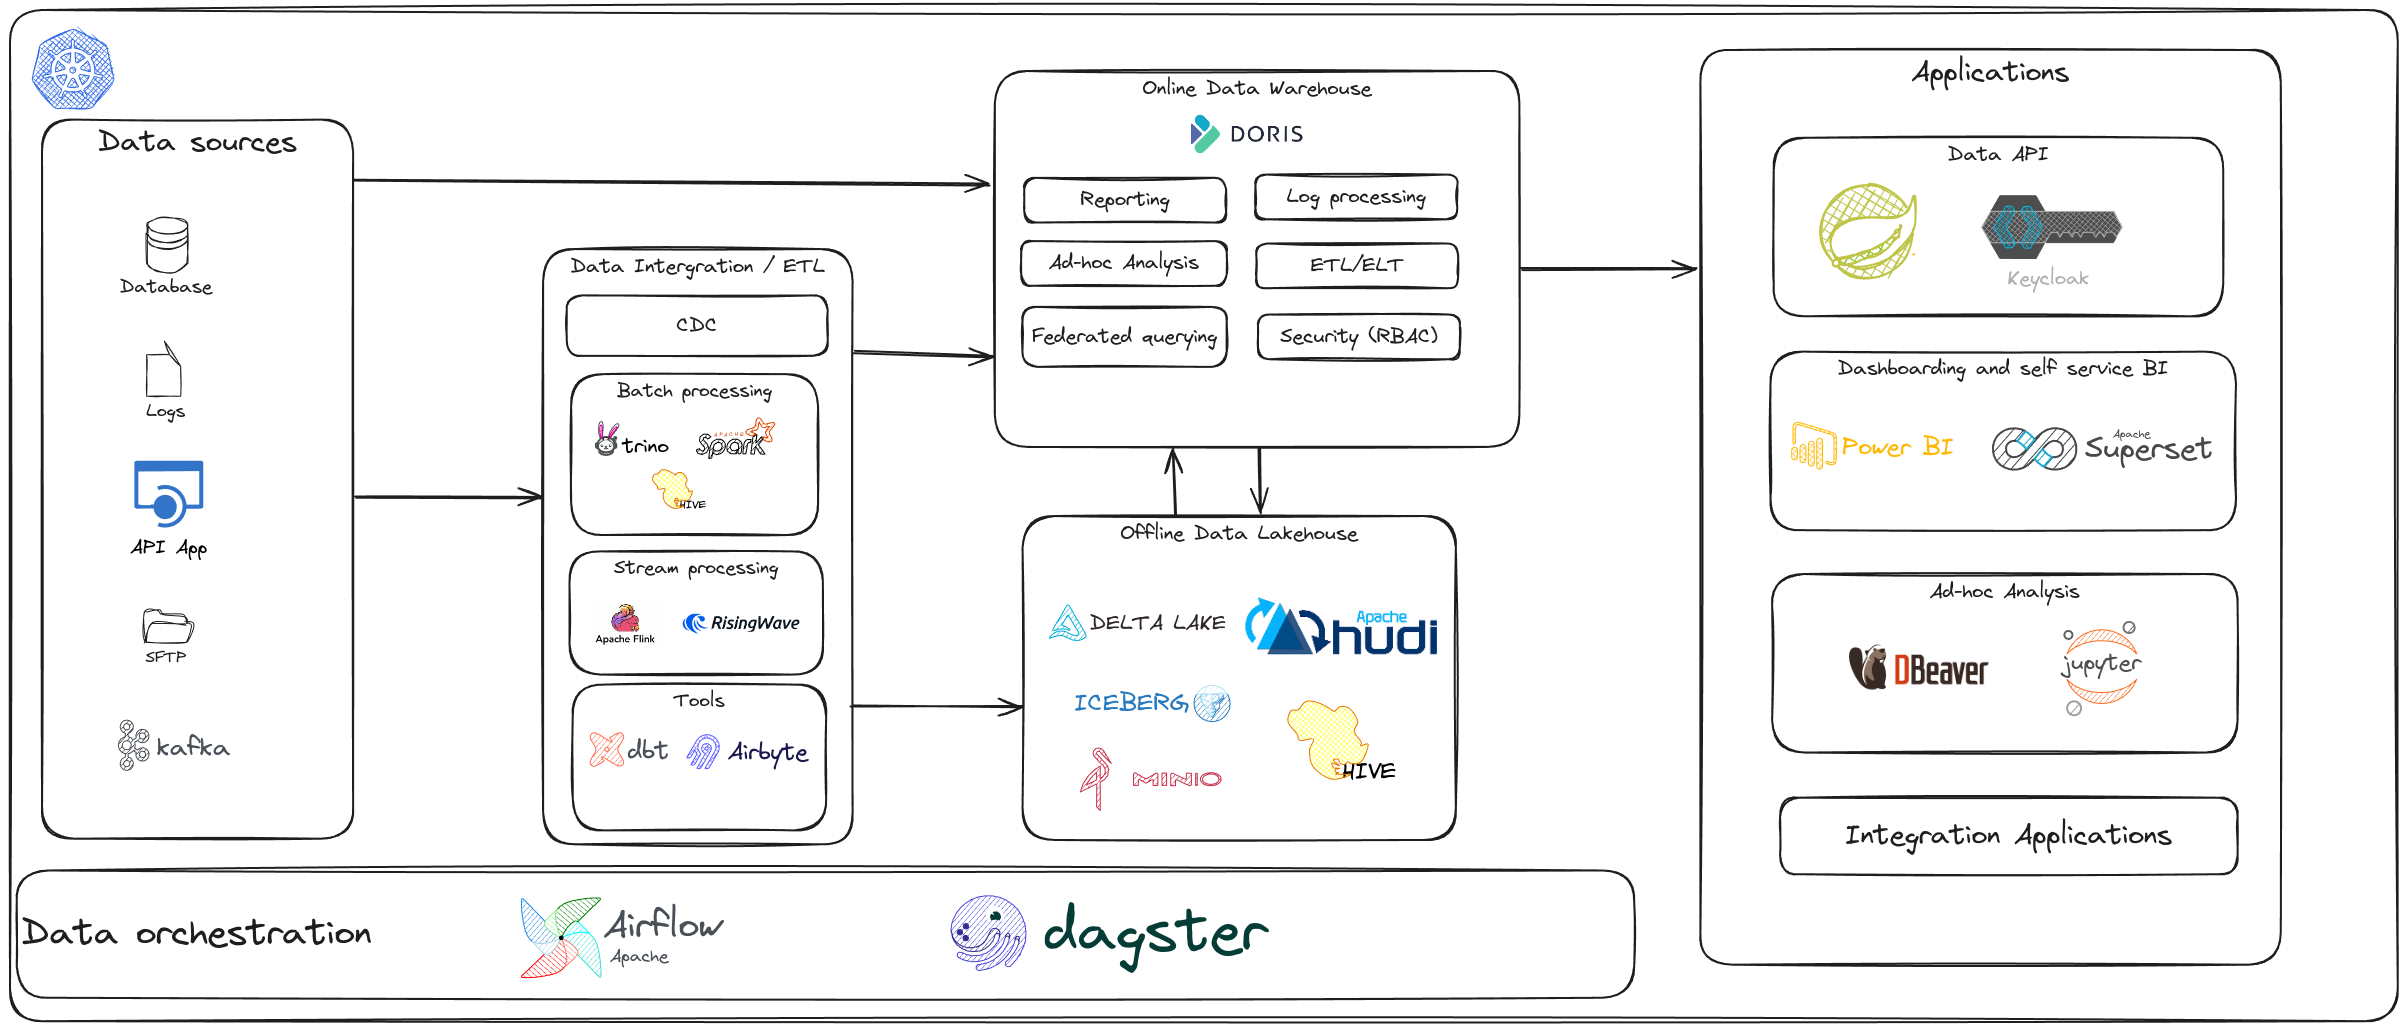 Data sources
Database
Logs
API App
SFTP
kafka
Data Intergration / ETL
CDC
Batch processing
trino
APACHE
Spark
HIVE
Stream processing
Apache Flink
RisingWave
Tools
dbt
Airbyte
Online Data Warehouse
DORIS
Reporting
Log processing
Ad-hoc Analysis
ETL/ELT
Federated querying
Security (RBAC)
Offline Data Lakehouse
DELTA LAKE
Apache
hudi
ICEBERG
HIVE
MINIO
Applications
Data API
Keycloak
Dashboarding and self service BI
Power BI
Apache
Superset
Ad-hoc Analysis
DBeaver
jupyter
Integration Applications
Data orchestration
Airflow
Apache
dagster